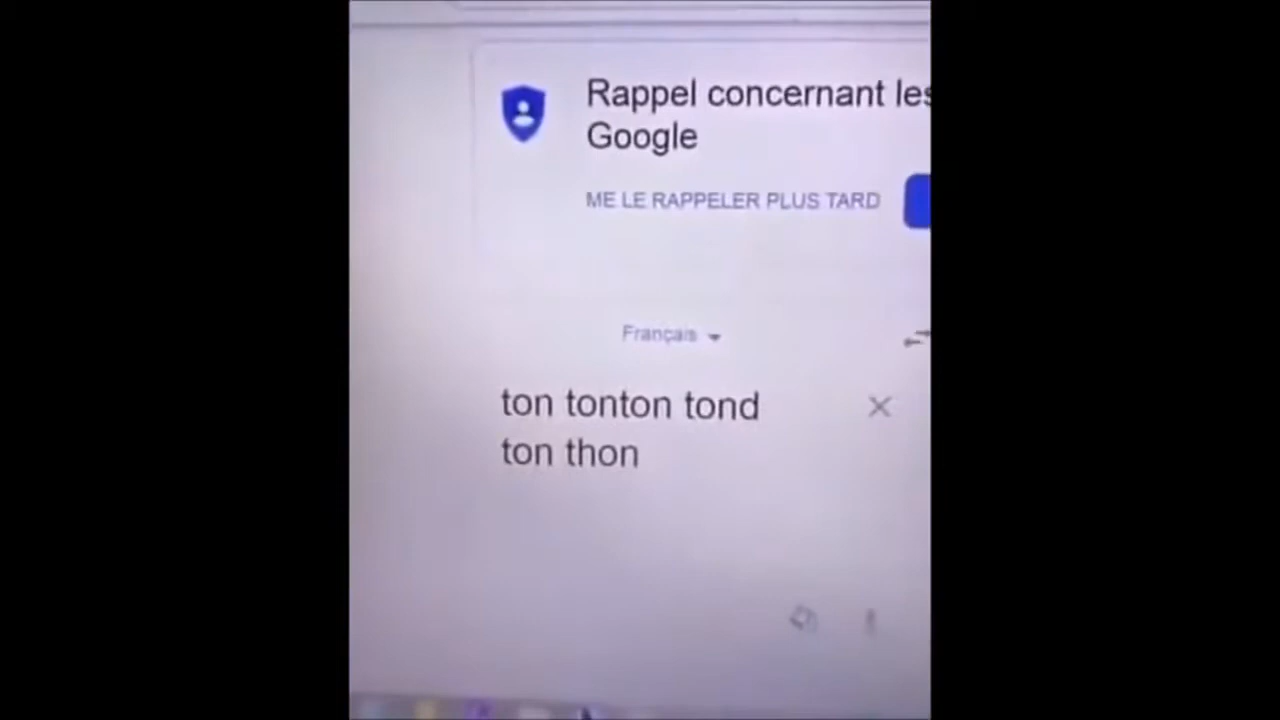 Rappel concernant les
Google
ME LE RAPPELER PLUS TARD
Français
ton tonton tond
ton thon